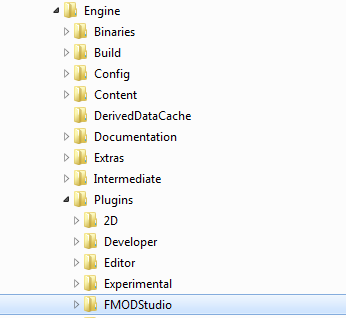 Engine
Binaries
Build
Config
Content
DerivedDataCache
Documentation
Extras
Intermediate
Plugins
2D
Developer
Editor
Experimental
FMODStudio